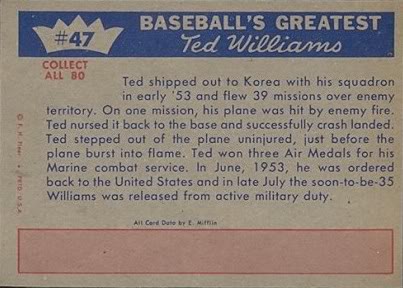 #47
BASEBALL'S GREATEST
Ted Williams
COLLECT
ALL 80
Ted shipped out to Korea with his squadron
in early '53 and flew 39 missions over enemy
territory. On one mission, his plane was hit by enemy fire.
Ted nursed it back to the base and successfully crash landed.
Ted stepped out of the plane uninjured, just before the
plane burst into flame. Ted won three Air Medals for his
Marine combat service. In June, 1953, he was ordered
back to the United States and in late July the soon-to-be-35
Williams was released from active military duty.
All Card Data by E. Mifflin
© F. H. Fleer
U.S.A.